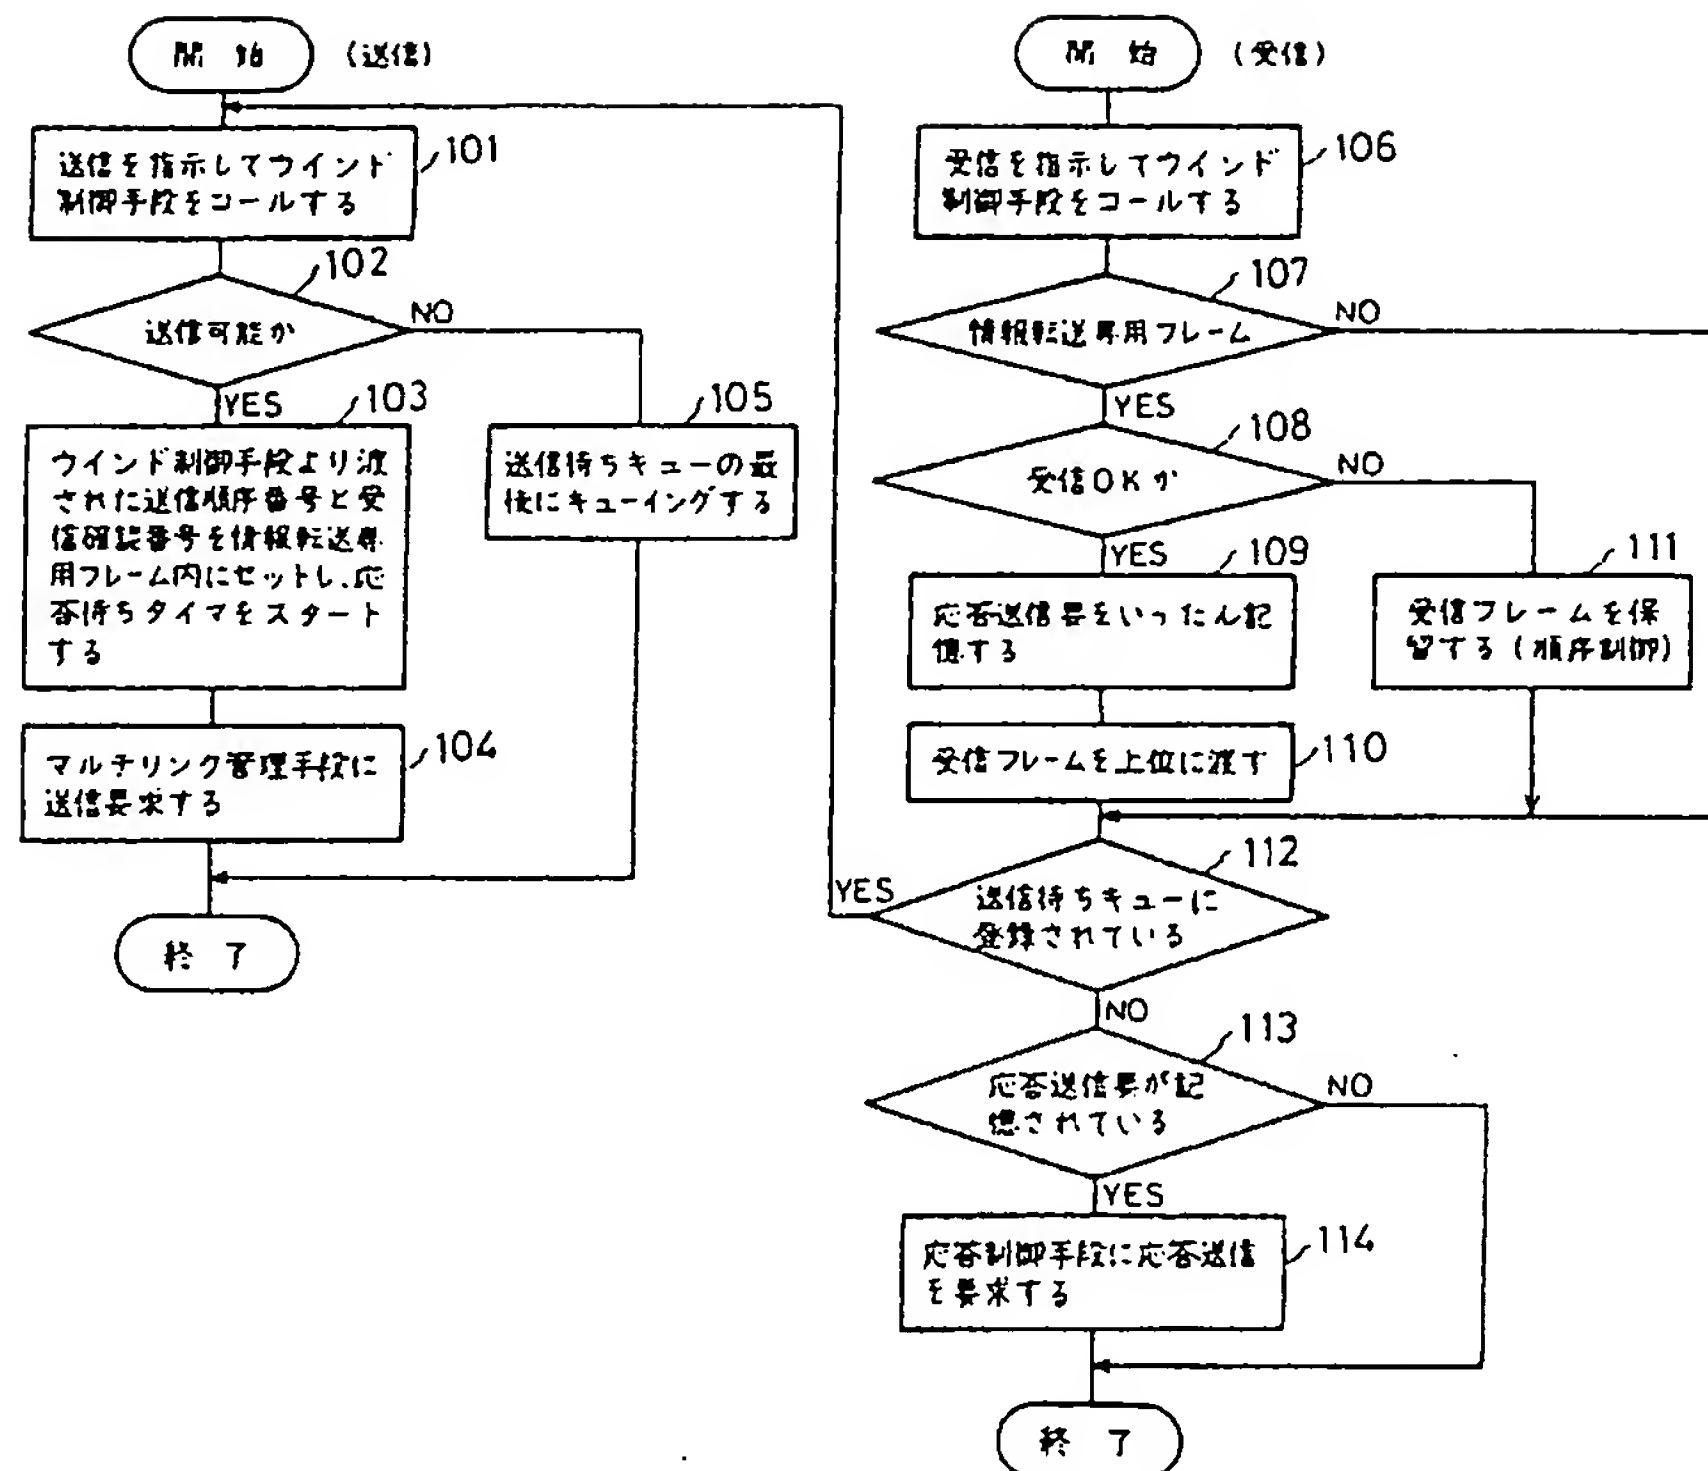 開始
(送信)
101
送信を指示してウインド
制御手段をコールする
102
送信可能か
NO
YES
103
ウインド制御手段より渡
された送信順序番号と受
信確認番号を情報転送専
用フレーム内にセットし、応
答待ちタイマをスタート
する
105
送信待ちキューの最
後にキューイングする
104
マルチリンク管理手段に
送信要求する
終了
開始
(受信)
106
受信を指示してウインド
制御手段をコールする
107
情報転送専用フレーム
NO
YES
108
受信OKか
NO
YES
109
応答送信要をいったん記
憶する
111
受信フレームを保
留する(順序制御)
110
受信フレームを上位に渡す
112
送信待ちキューに
登録されている
YES
NO
113
応答送信要が記
憶されている
NO
YES
114
応答制御手段に応答送信
を要求する
終了